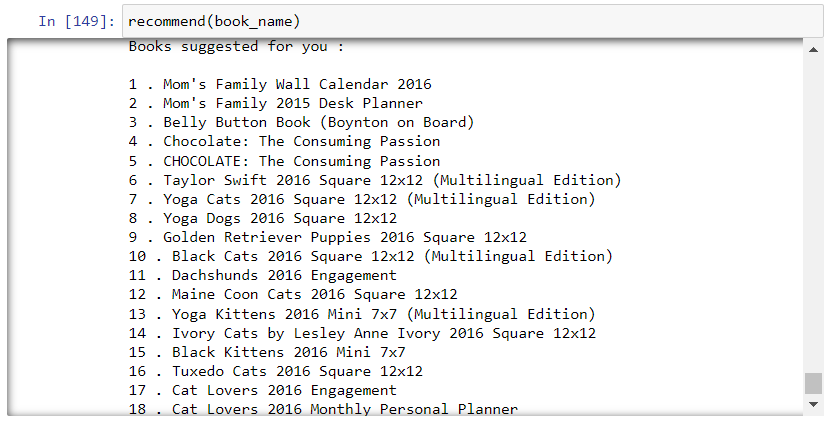 In [149]: recommend(book_name)
Books suggested for you :
1 . Mom's Family Wall Calendar 2016
2 . Mom's Family 2015 Desk Planner
3 . Belly Button Book (Boynton on Board)
4 . Chocolate: The Consuming Passion
5 . CHOCOLATE: The Consuming Passion
6 . Taylor Swift 2016 Square 12x12 (Multilingual Edition)
7 . Yoga Cats 2016 Square 12x12 (Multilingual Edition)
8 . Yoga Dogs 2016 Square 12x12
9 . Golden Retriever Puppies 2016 Square 12x12
10 . Black Cats 2016 Square 12x12 (Multilingual Edition)
11 . Dachshunds 2016 Engagement
12 . Maine Coon Cats 2016 Square 12x12
13 . Yoga Kittens 2016 Mini 7x7 (Multilingual Edition)
14 . Ivory Cats by Lesley Anne Ivory 2016 Square 12x12
15 . Black Kittens 2016 Mini 7x7
16 . Tuxedo Cats 2016 Square 12x12
17 . Cat Lovers 2016 Engagement
18 . Cat Lovers 2016 Monthly Personal Planner